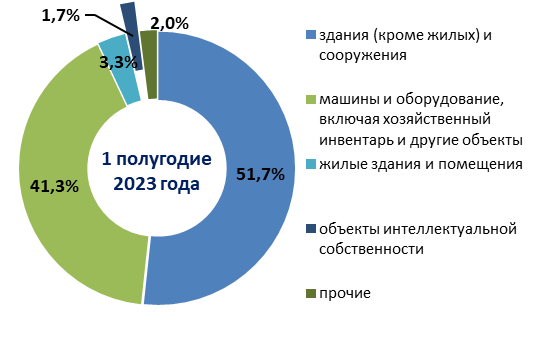 1,7%
2,0%
3,3%
41,3%
1 полугодие
2023 года
51,7%
здания (кроме жилых) и
сооружения
машины и оборудование,
включая хозяйственный
инвентарь и другие объекты
жилые здания и помещения
объекты интеллектуальной
собственности
прочие